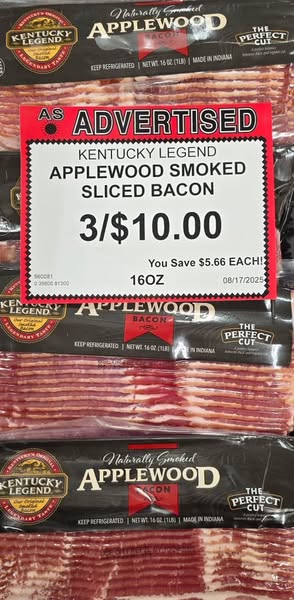 Naturally Smoked
APPLEWOOD
BACON
KENTUCKY
LEGEND
LEGENDARY TASTE
THE
PERFECT
CUT
KEEP REFRIGERATED | NET WT. 16 OZ. (1LB) | MADE IN INDIANA
AS ADVERTISED
KENTUCKY LEGEND
APPLEWOOD SMOKED
SLICED BACON
3/$10.00
You Save $5.66 EACH!
16OZ
08/17/2025
APPLEWOOD
BACON
LEGEND
THE
PERFECT
CUT
KEEP REFRIGERATED | NET WT. 16 OZ. (1LB) | MADE IN INDIANA
Naturally Smoked
APPLEWOOD
BACON
KENTUCKY
LEGEND
THE
PERFECT
CUT
KEEP REFRIGERATED | NET WT. 16 OZ. (1LB) | MADE IN INDIANA